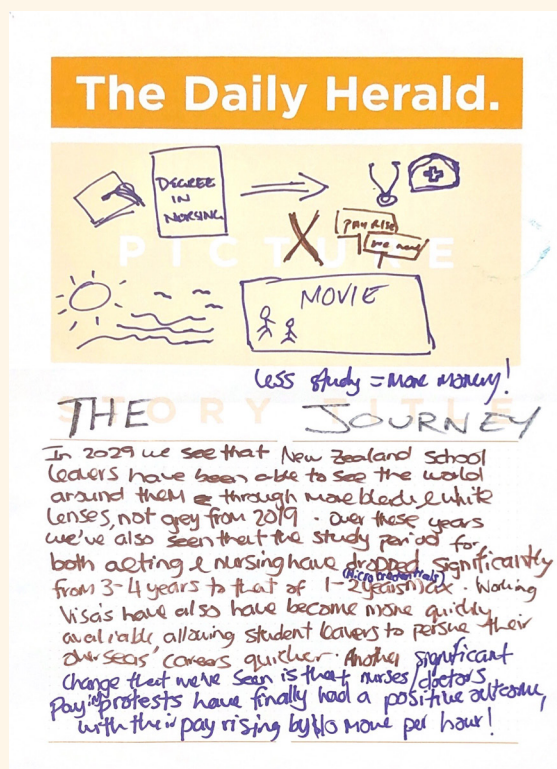 The Daily Herald.
DEGREE
IN
NURSING
PAY RISE
PICTURE
MOVIE
less study = more money!
STORY TITLE
THE JOURNEY
In 2029 we see that New Zealand school
leavers have been able to see the world
around them through more black & white
lenses, not grey from 2019. Over these years
we've also seen that the study period for
both acting & nursing have dropped significantly
(Micro credentials)
from 3-4 years to that of 1-2 years max. Working
Visa's have also have become more quickly
available allowing student leavers to persue their
overseas' careers quicker. Another significant
change that we've seen is that nurses/doctors
Pay in protests have finally had a positive outcome,
with their pay rising by $10 more per hour!